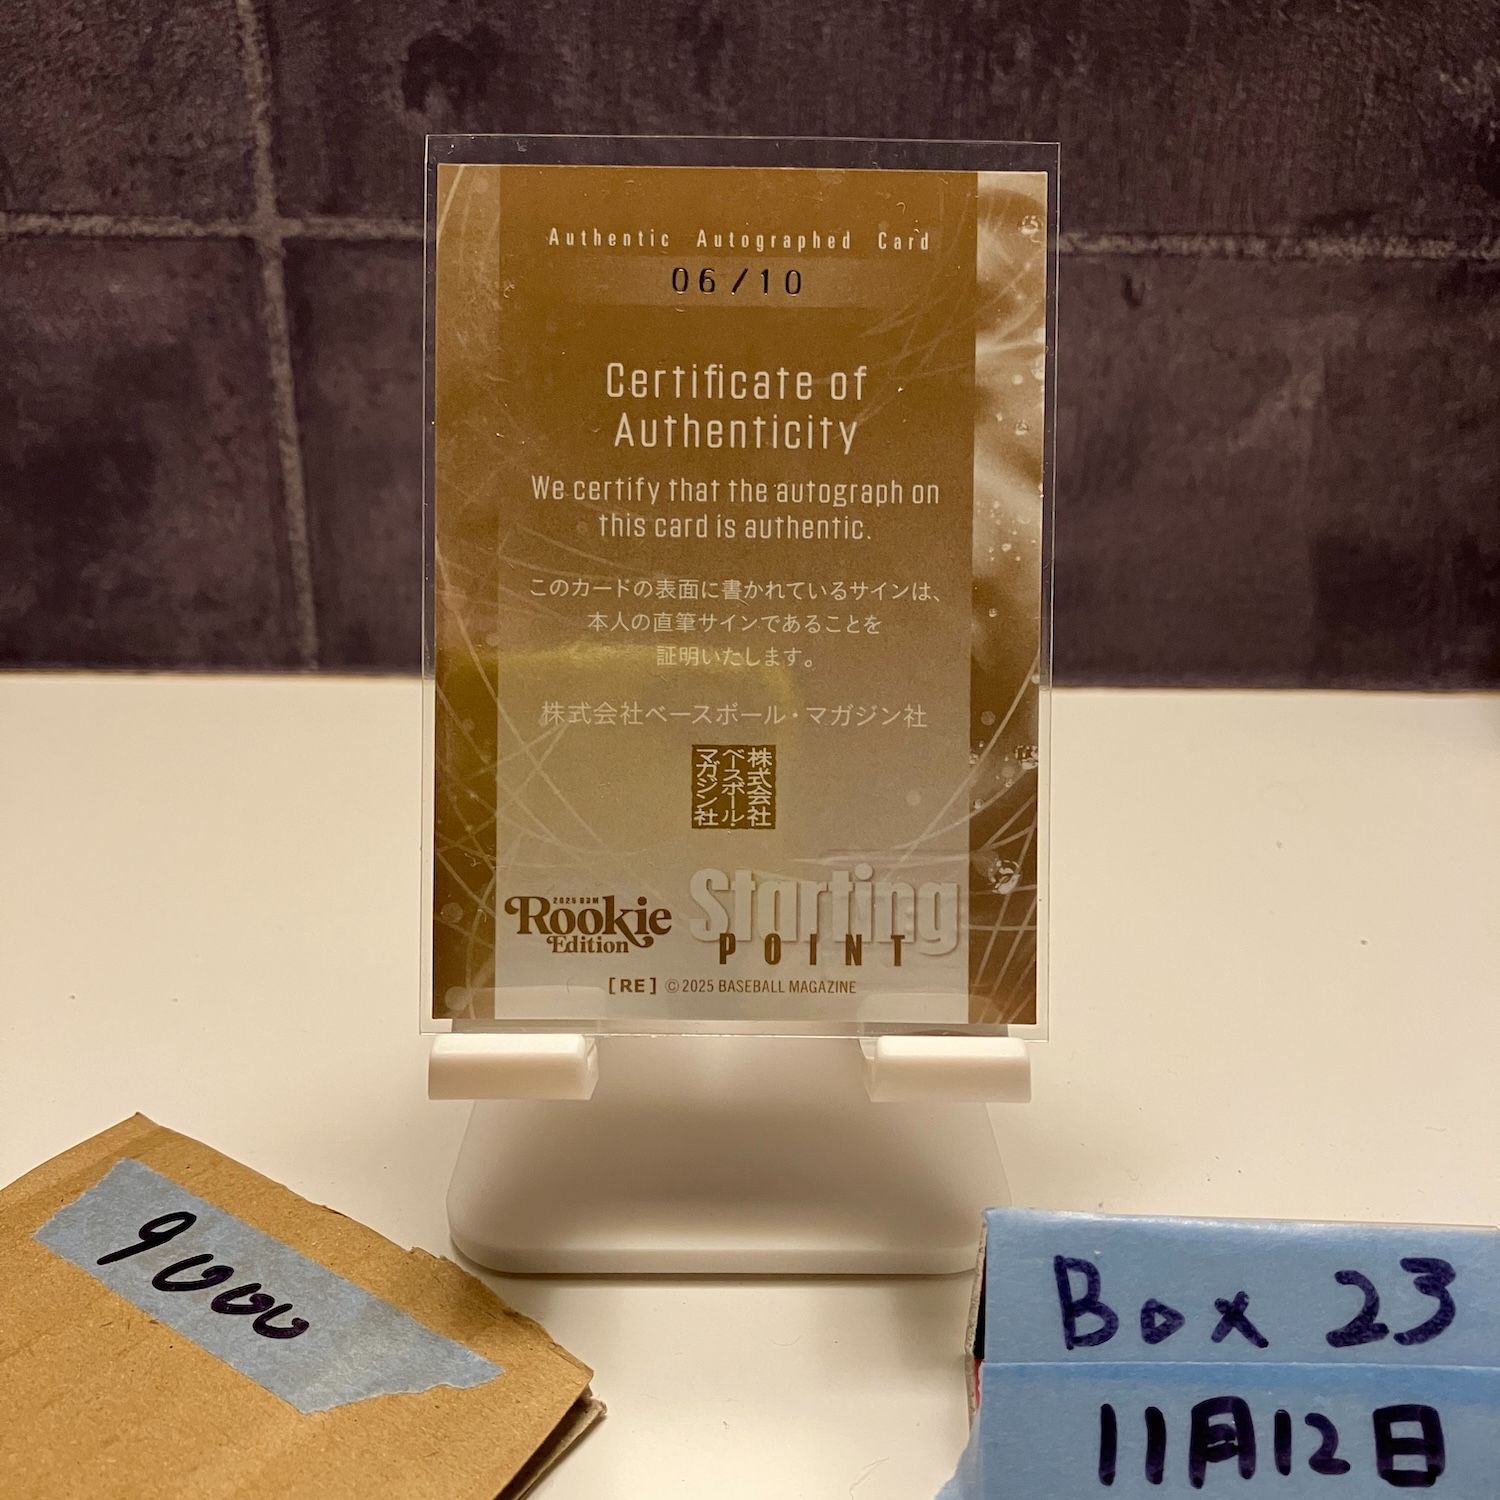 Authentic Autographed Card
06/10
Certificate of
Authenticity
We certify that the autograph on
this card is authentic.
このカードの表面に書かれているサインは、
本人の直筆サインであることを
証明いたします。
株式会社ベースボール・マガジン社
株式会社
ベースボール・
マガジン社
2025 BBM
Rookie
Edition
Starting
POINT
[RE] ©2025 BASEBALL MAGAZINE
9000
Box 23
11月12日